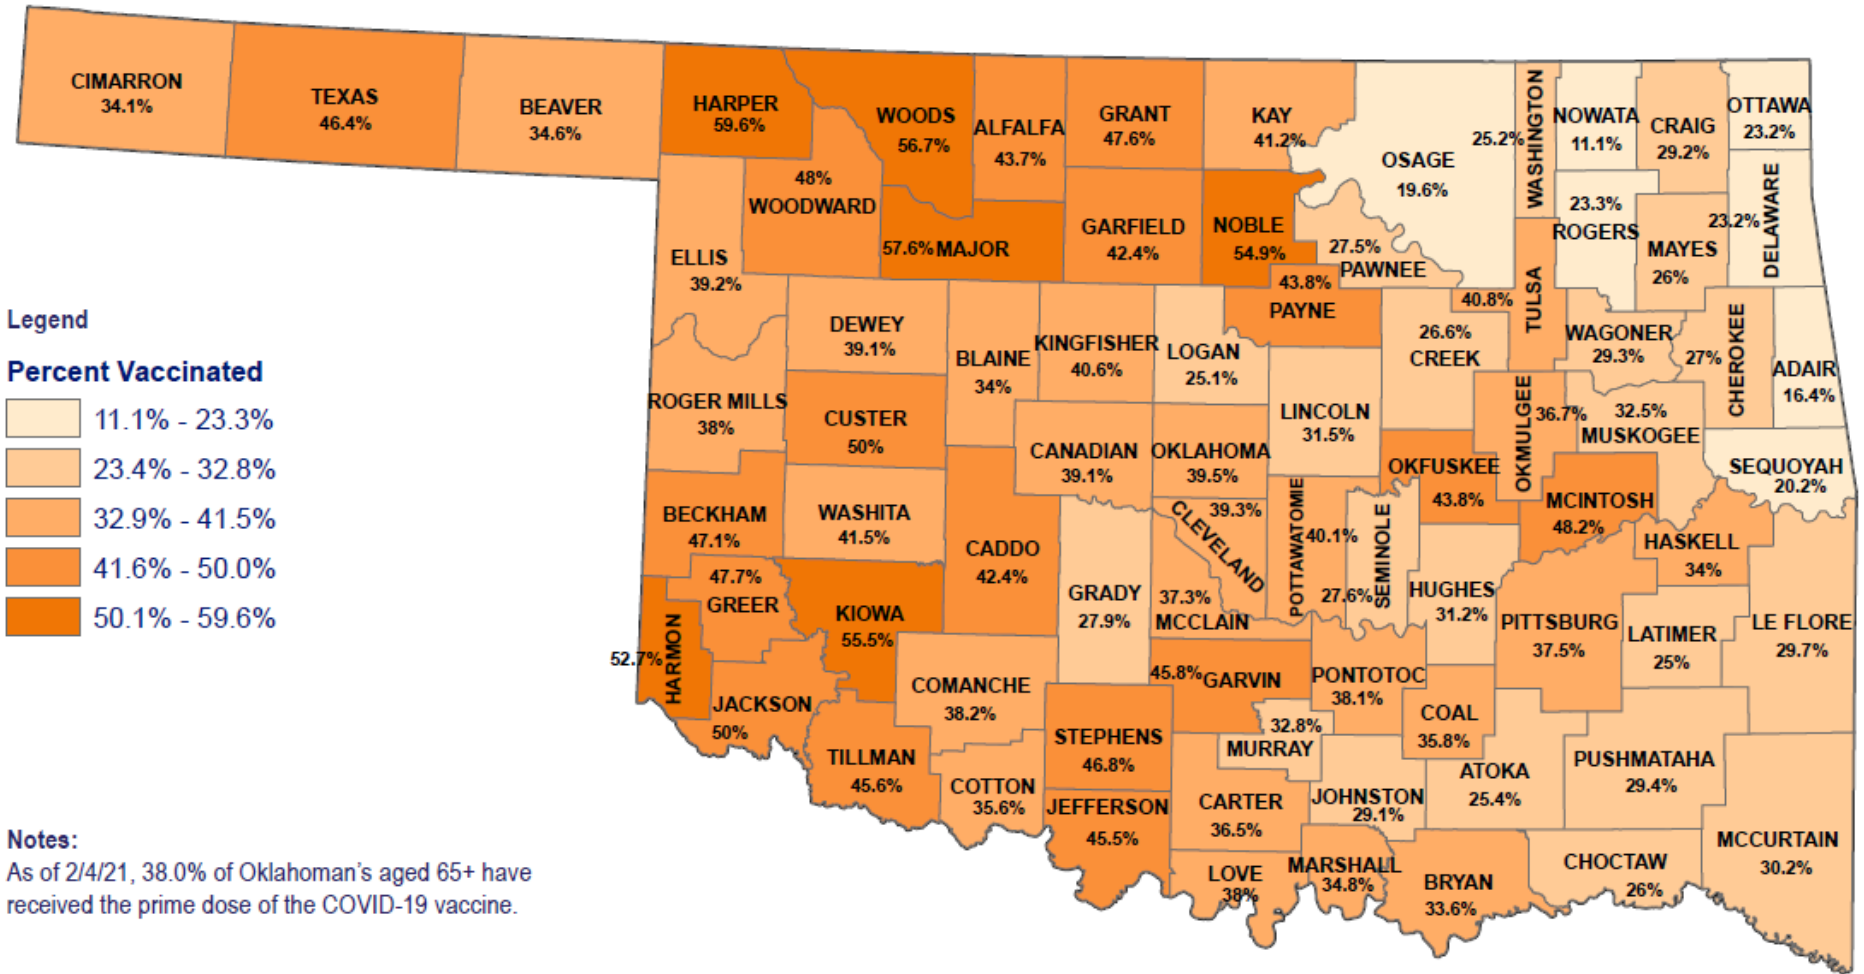 CIMARRON
34.1%
TEXAS
46.4%
BEAVER
34.6%
HARPER
59.6%
WOODS
56.7%
ALFALFA
43.7%
GRANT
47.6%
KAY
41.2%
OSAGE
19.6%
25.2%
WASHINGTON
NOWATA
11.1%
CRAIG
29.2%
OTTAWA
23.2%
48%
WOODWARD
57.6% MAJOR
GARFIELD
42.4%
NOBLE
54.9%
27.5%
PAWNEE
23.3%
ROGERS
MAYES
26%
23.2%
DELAWARE
ELLIS
39.2%
DEWEY
39.1%
BLAINE
34%
KINGFISHER
40.6%
LOGAN
25.1%
43.8%
PAYNE
26.6%
CREEK
40.8%
TULSA
WAGONER
29.3%
27%
CHEROKEE
ADAIR
16.4%
ROGER MILLS
38%
CUSTER
50%
CANADIAN
39.1%
OKLAHOMA
39.5%
LINCOLN
31.5%
OKFUSKEE
43.8%
OKMULGEE
36.7%
32.5%
MUSKOGEE
SEQUOYAH
20.2%
BECKHAM
47.1%
WASHITA
41.5%
CADDO
42.4%
GRADY
27.9%
CLEVELAND
39.3%
POTTAWATOMIE
40.1%
SEMINOLE
27.6%
HUGHES
31.2%
MCINTOSH
48.2%
HASKELL
34%
47.7%
GREER
KIOWA
55.5%
37.3%
MCCLAIN
PITTSBURG
37.5%
LATIMER
25%
LE FLORE
29.7%
52.7%
HARMON
JACKSON
50%
COMANCHE
38.2%
45.8% GARVIN
PONTOTOC
38.1%
COAL
35.8%
TILLMAN
45.6%
COTTON
35.6%
STEPHENS
46.8%
32.8%
MURRAY
ATOKA
25.4%
PUSHMATAHA
29.4%
JEFFERSON
45.5%
CARTER
36.5%
JOHNSTON
29.1%
MCCURTAIN
30.2%
LOVE
38%
MARSHALL
34.8%
BRYAN
33.6%
CHOCTAW
26%
Legend
Percent Vaccinated
11.1% - 23.3%
23.4% - 32.8%
32.9% - 41.5%
41.6% - 50.0%
50.1% - 59.6%
Notes:
As of 2/4/21, 38.0% of Oklahoman's aged 65+ have
received the prime dose of the COVID-19 vaccine.